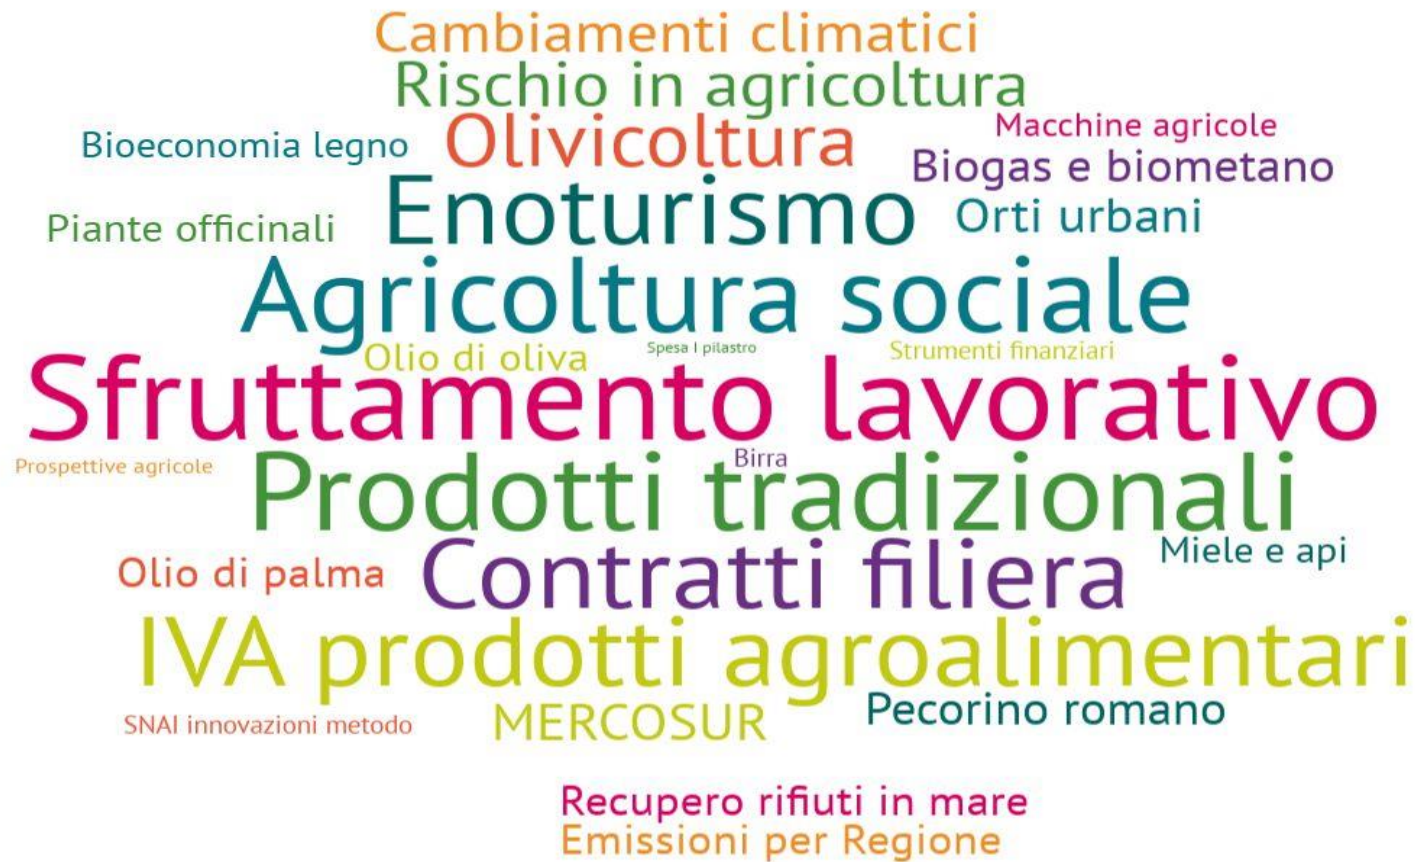 Cambiamenti climatici
Rischio in agricoltura
Macchine agricole
Bioeconomia legno
Olivicoltura
Biogas e biometano
Piante officinali
Enoturismo
Orti urbani
Agricoltura sociale
Olio di oliva
Spesa I pilastro
Strumenti finanziari
Sfruttamento lavorativo
Prospettive agricole
Birra
Prodotti tradizionali
Olio di palma
Contratti filiera
Miele e api
IVA prodotti agroalimentari
SNAI innovazioni metodo
MERCOSUR
Pecorino romano
Recupero rifiuti in mare
Emissioni per Regione